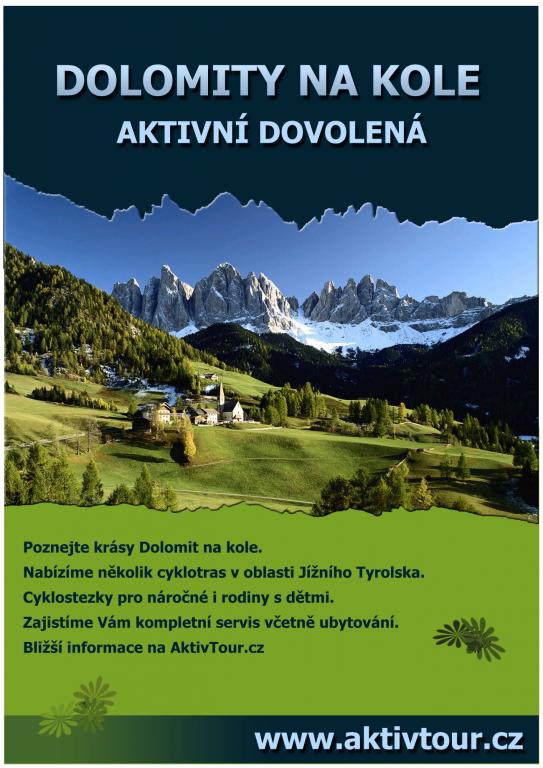 DOLOMITY NA KOLE
AKTIVNÍ DOVOLENÁ
Poznejte krásy Dolomit na kole.
Nabízíme několik cyklotras v oblasti Jížního Tyrolska.
Cyklostezky pro náročné i rodiny s dětmi.
Zajistíme Vám kompletní servis včetně ubytování.
Bližší informace na AktivTour.cz
www.aktivtour.cz